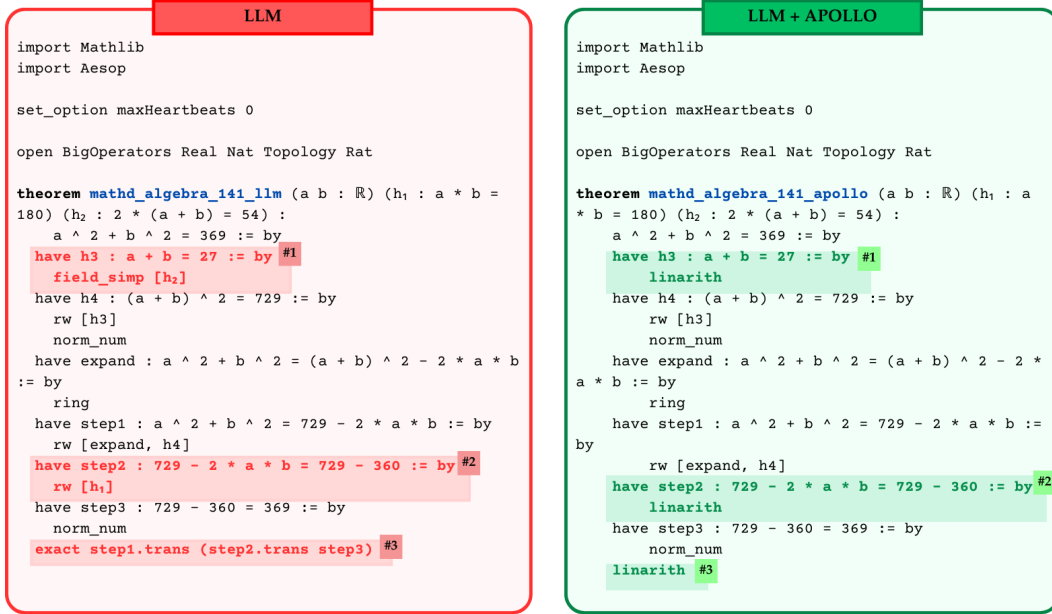 LLM
import Mathlib
import Aesop
set_option maxHeartbeats 0
open BigOperators Real Nat Topology Rat
theorem mathd_algebra_141_llm (a b : ℝ) (h₁ : a * b =
180) (h₂ : 2 * (a + b) = 54) :
a ^ 2 + b ^ 2 = 369 := by
have h3 : a + b = 27 := by #1
field_simp [h₂]
have h4 : (a + b) ^ 2 = 729 := by
rw [h3]
norm_num
have expand : a ^ 2 + b ^ 2 = (a + b) ^ 2 - 2 * a * b
:= by
ring
have step1 : a ^ 2 + b ^ 2 = 729 - 2 * a * b := by
rw [expand, h4]
have step2 : 729 - 2 * a * b = 729 - 360 := by #2
rw [h₁]
have step3 : 729 - 360 = 369 := by
norm_num
exact step1.trans (step2.trans step3) #3
LLM + APOLLO
import Mathlib
import Aesop
set_option maxHeartbeats 0
open BigOperators Real Nat Topology Rat
theorem mathd_algebra_141_apollo (a b : ℝ) (h₁ : a
* b = 180) (h₂ : 2 * (a + b) = 54) :
a ^ 2 + b ^ 2 = 369 := by
have h3 : a + b = 27 := by #1
linarith
have h4 : (a + b) ^ 2 = 729 := by
rw [h3]
norm_num
have expand : a ^ 2 + b ^ 2 = (a + b) ^ 2 - 2 *
a * b := by
ring
have step1 : a ^ 2 + b ^ 2 = 729 - 2 * a * b :=
by
rw [expand, h4]
have step2 : 729 - 2 * a * b = 729 - 360 := by #2
linarith
have step3 : 729 - 360 = 369 := by
norm_num
linarith #3